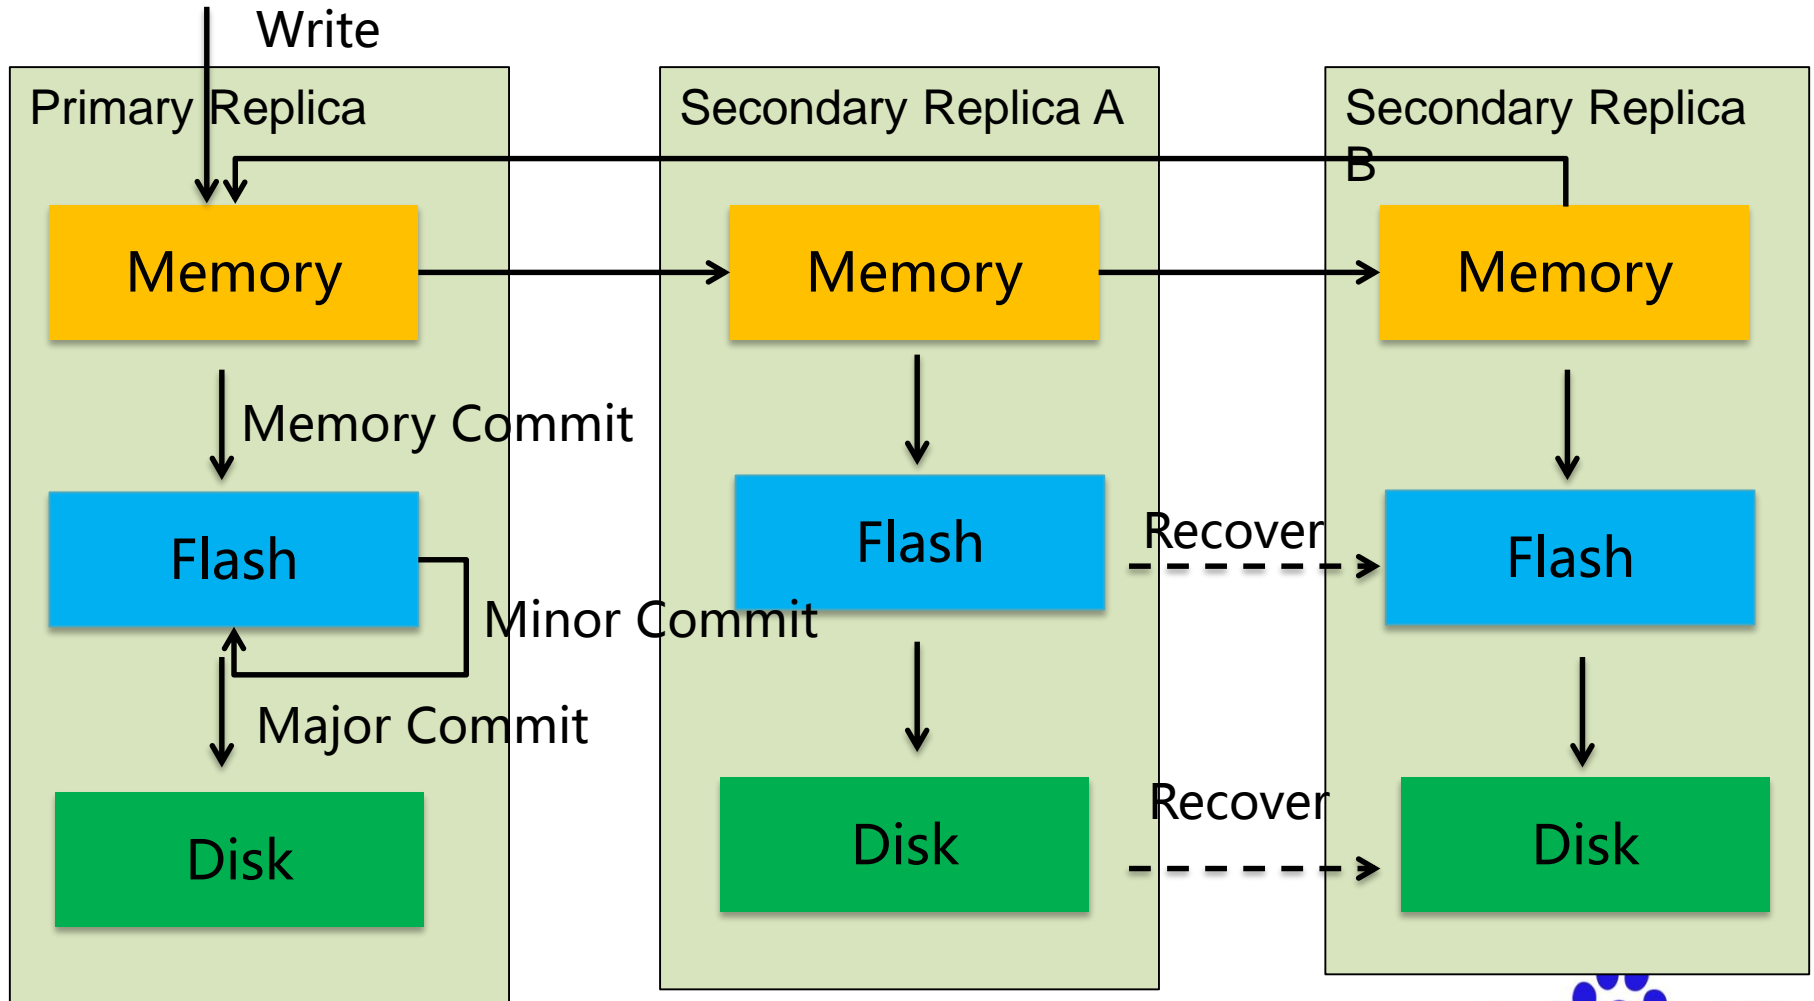 Write
Primary Replica
Secondary Replica A
Secondary Replica
B
Memory
Memory
Memory
Memory Commit
Flash
Flash
Recover
Flash
Minor Commit
Major Commit
Disk
Disk
Recover
Disk